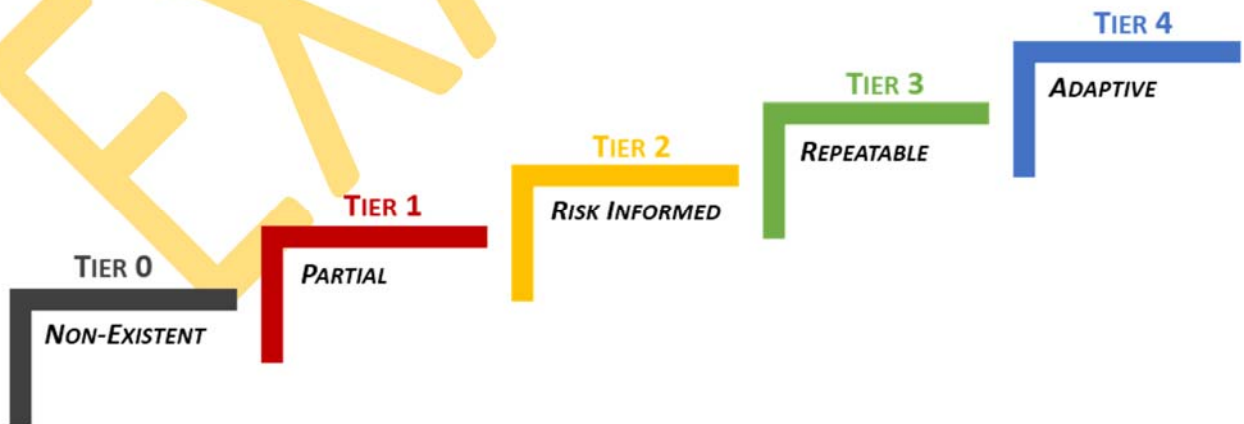 TIER 0
NON-EXISTENT
TIER 1
PARTIAL
TIER 2
RISK INFORMED
TIER 3
REPEATABLE
TIER 4
ADAPTIVE